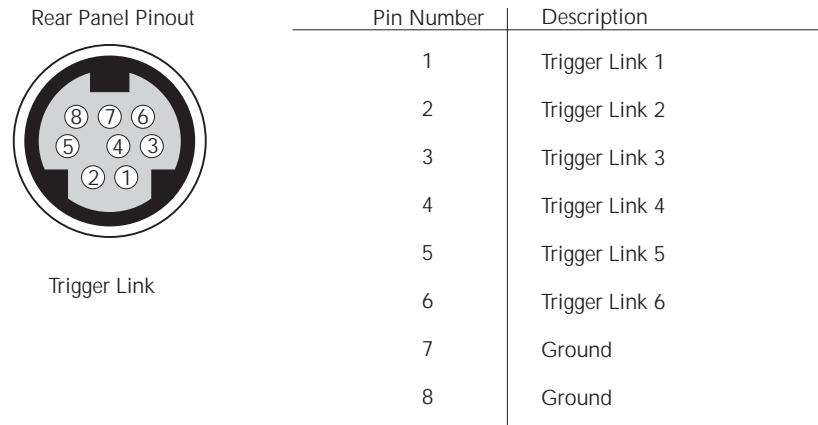 Rear Panel Pinout
8 7 6
5 4 3
2 1
Trigger Link
Pin Number Description
1 Trigger Link 1
2 Trigger Link 2
3 Trigger Link 3
4 Trigger Link 4
5 Trigger Link 5
6 Trigger Link 6
7 Ground
8 Ground